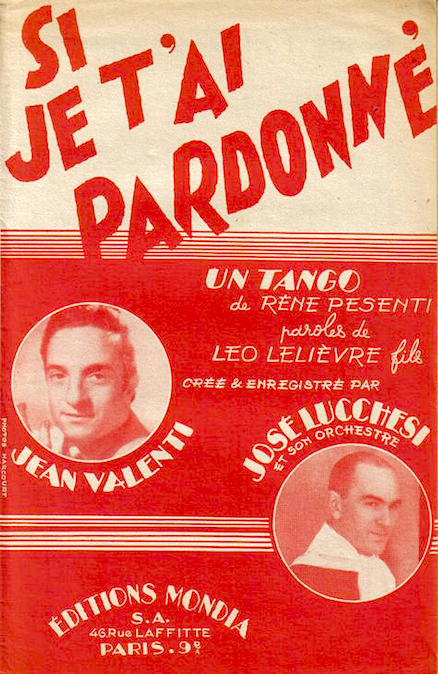 SI
JE T'AI
PARDONNÉ
UN TANGO
de RÈNE PESENTI
paroles de
LEO LELIÈVRE fils
CRÉÉ & ENREGISTRÉ PAR
JEAN VALENTI
JOSÉ LUCCHESI
ET SON ORCHESTRE
PHOTOS HARCOURT
ÉDITIONS MONDIA
S.A.
46.Rue LAFFITTE
PARIS.9e